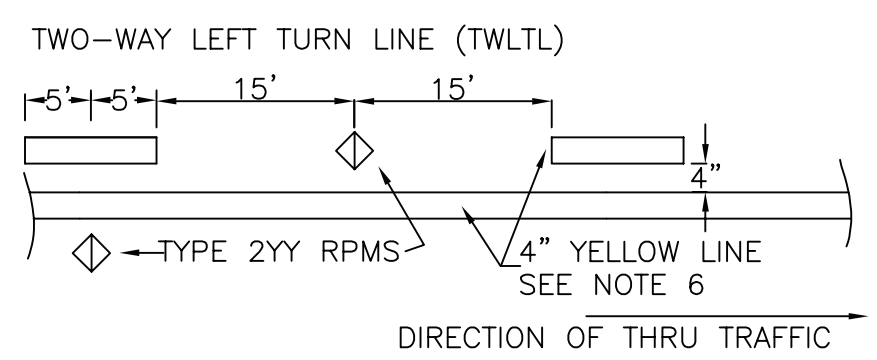 TWO-WAY LEFT TURN LINE (TWLTL)
5' 5' 15' 15'
4"
TYPE 2YY RPMS
4" YELLOW LINE
SEE NOTE 6
DIRECTION OF THRU TRAFFIC